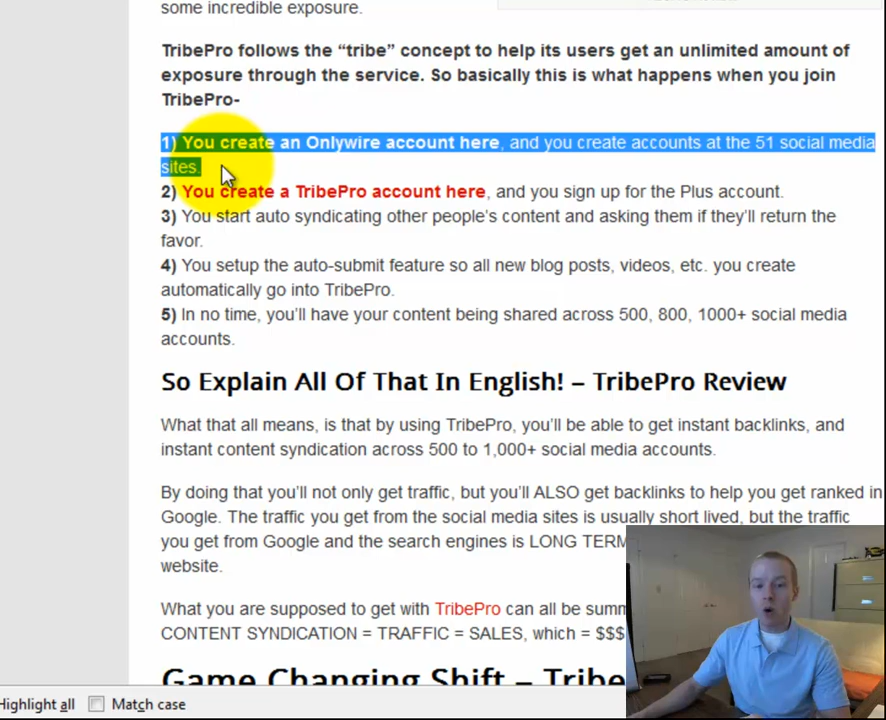 some incredible exposure.
TribePro follows the “tribe” concept to help its users get an unlimited amount of
exposure through the service. So basically this is what happens when you join
TribePro-
1) You create an Onlywire account here, and you create accounts at the 51 social media
sites.
2) You create a TribePro account here, and you sign up for the Plus account.
3) You start auto syndicating other people’s content and asking them if they’ll return the
favor.
4) You setup the auto-submit feature so all new blog posts, videos, etc. you create
automatically go into TribePro.
5) In no time, you’ll have your content being shared across 500, 800, 1000+ social media
accounts.
So Explain All Of That In English! – TribePro Review
What that all means, is that by using TribePro, you’ll be able to get instant backlinks, and
instant content syndication across 500 to 1,000+ social media accounts.
By doing that you’ll not only get traffic, but you’ll ALSO get backlinks to help you get ranked in
Google. The traffic you get from the social media sites is usually short lived, but the traffic
you get from Google and the search engines is LONG TERM
website.
What you are supposed to get with TribePro can all be summ
CONTENT SYNDICATION = TRAFFIC = SALES, which = $$$
Game Changing Shift – Tribe
Highlight all Match case